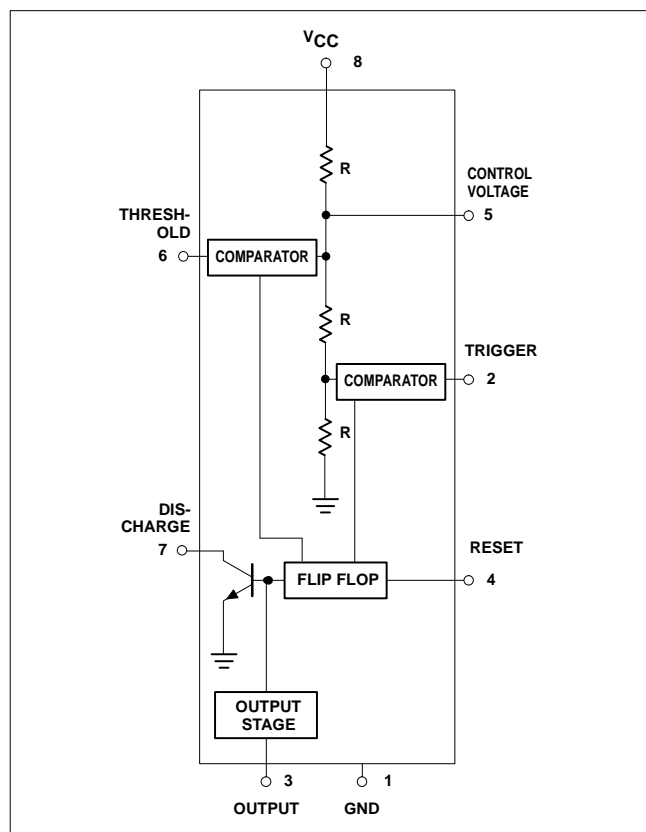 VCC
8
R
CONTROL
VOLTAGE
5
THRESH-
OLD
6
COMPARATOR
R
TRIGGER
COMPARATOR
2
R
DIS-
CHARGE
7
RESET
FLIP FLOP
4
OUTPUT
STAGE
3
1
OUTPUT
GND